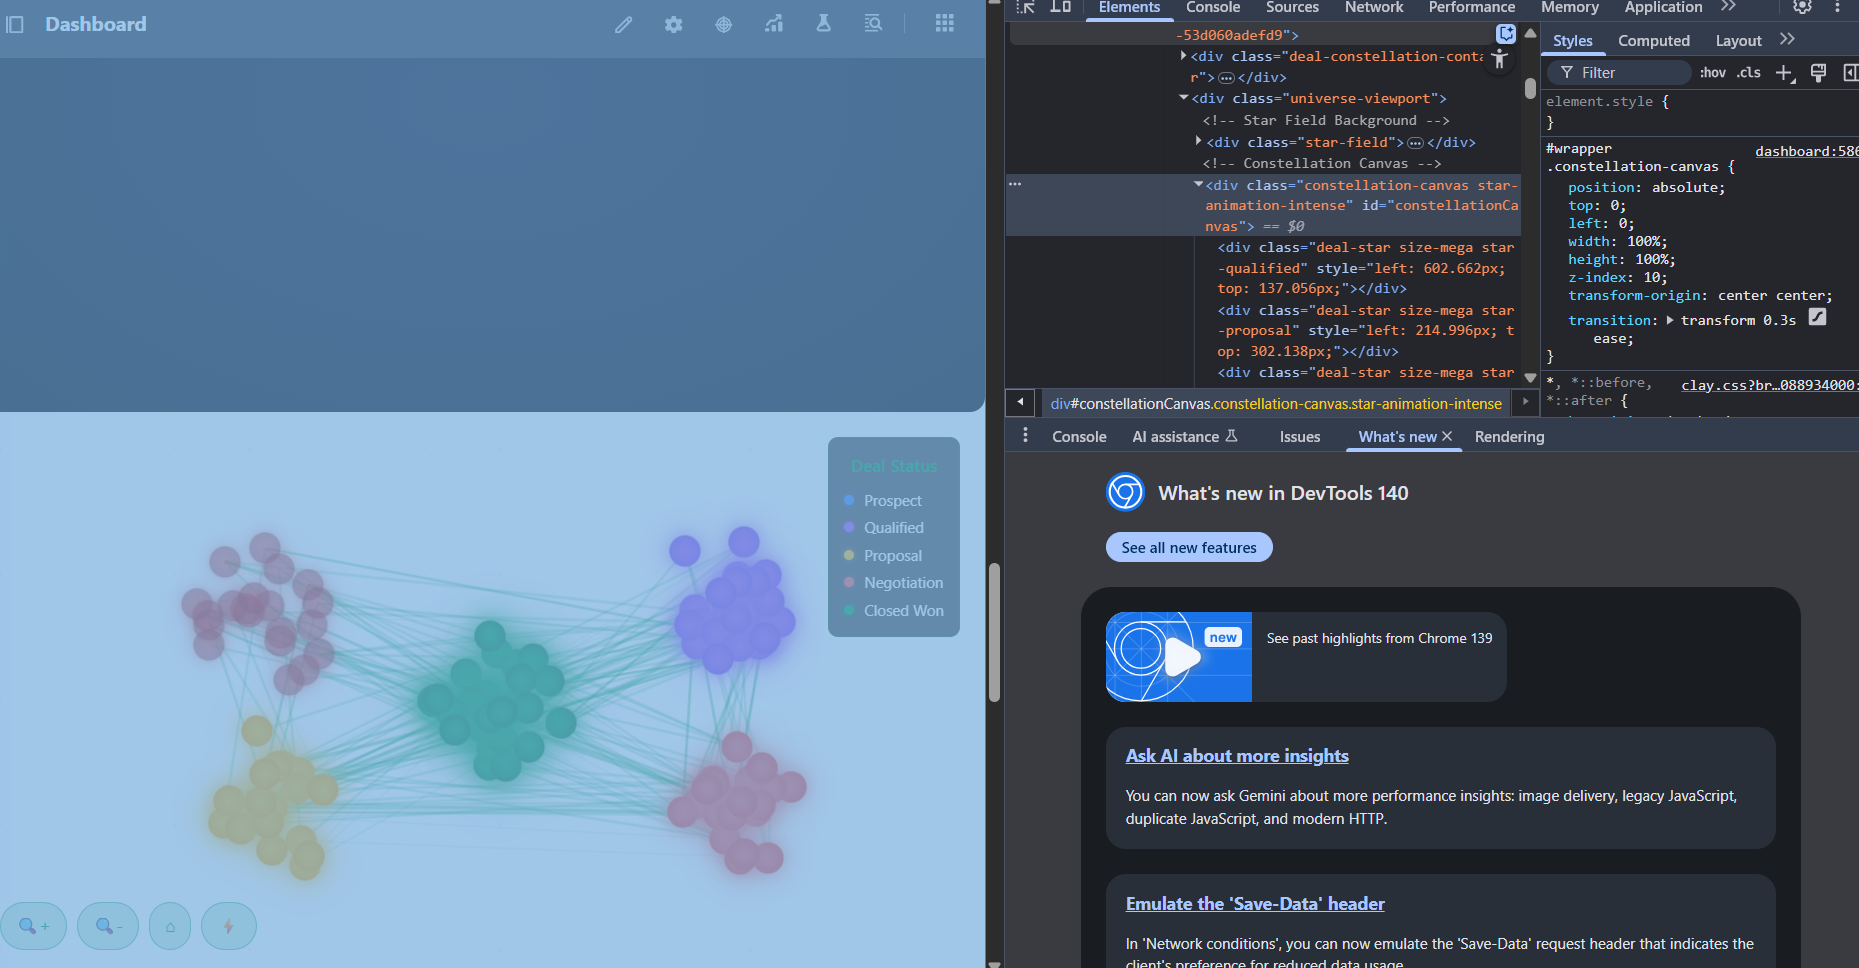 Dashboard
Deal Status
Prospect
Qualified
Proposal
Negotiation
Closed Won
+
-
Elements
Console
Sources
Network
Performance
Memory
Application
-53d060adefd9">
<div class="deal-constellation-conta
r"> … </div>
<div class="universe-viewport">
<!-- Star Field Background -->
<div class="star-field"> … </div>
<!-- Constellation Canvas -->
<div class="constellation-canvas star-
animation-intense" id="constellationCa
nvas"> == $0
<div class="deal-star size-mega star
-qualified" style="left: 602.662px;
top: 137.056px;"></div>
<div class="deal-star size-mega star
-proposal" style="left: 214.996px; t
op: 302.138px;"></div>
<div class="deal-star size-mega star
div#constellationCanvas.constellation-canvas.star-animation-intense
Styles
Computed
Layout
Filter
:hov
.cls
element.style {
}
#wrapper
dashboard:586
.constellation-canvas {
position: absolute;
top: 0;
left: 0;
width: 100%;
height: 100%;
z-index: 10;
transform-origin: center center;
transition: transform 0.3s
ease;
}
*, *::before,
clay.css?br…088934000:
*::after {
Console
AI assistance
Issues
What's new
Rendering
What's new in DevTools 140
See all new features
new
See past highlights from Chrome 139
Ask AI about more insights
You can now ask Gemini about more performance insights: image delivery, legacy JavaScript,
duplicate JavaScript, and modern HTTP.
Emulate the 'Save-Data' header
In 'Network conditions', you can now emulate the 'Save-Data' request header that indicates the
client's preference for reduced data usage.